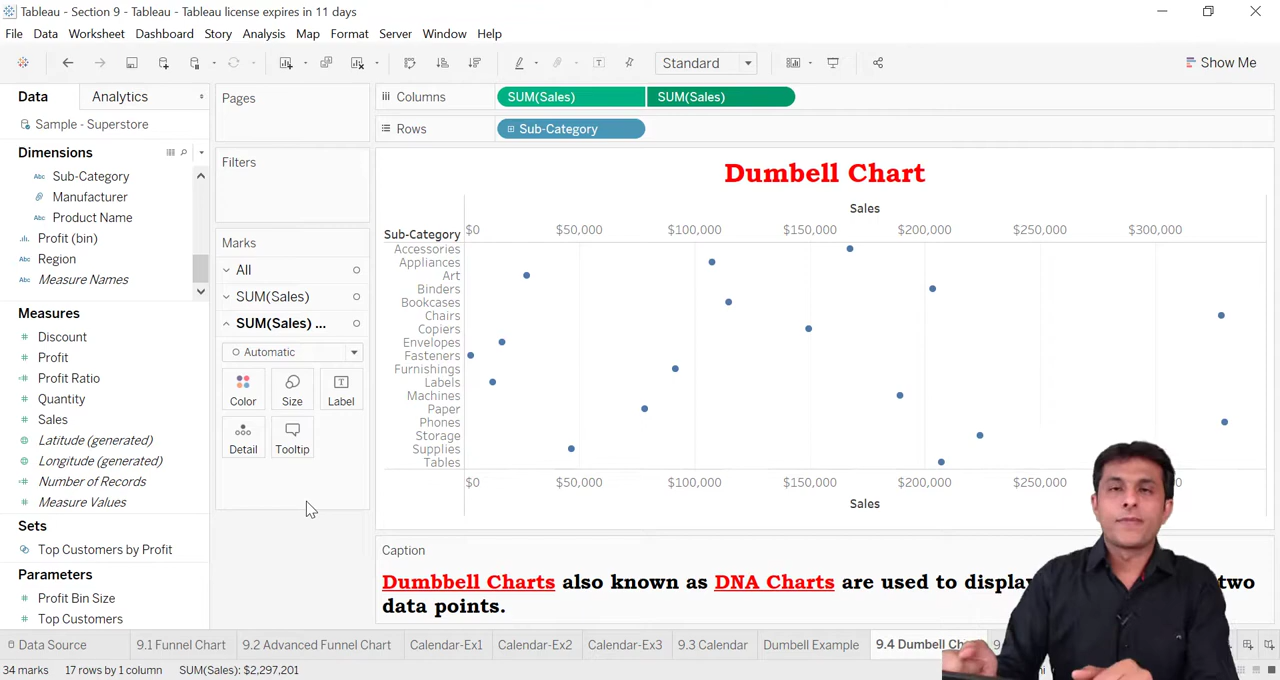 Tableau - Section 9 - Tableau - Tableau license expires in 11 days
File Data Worksheet Dashboard Story Analysis Map Format Server Window Help
Standard
Show Me
Data Analytics
Sample - Superstore
Dimensions
Sub-Category
Manufacturer
Product Name
Profit (bin)
Region
Measure Names
Measures
Discount
Profit
Profit Ratio
Quantity
Sales
Latitude (generated)
Longitude (generated)
Number of Records
Measure Values
Sets
Top Customers by Profit
Parameters
Profit Bin Size
Top Customers
Pages
Filters
Marks
All
SUM(Sales)
SUM(Sales) ...
Automatic
Color Size Label
Detail Tooltip
Columns SUM(Sales) SUM(Sales)
Rows Sub-Category
Dumbell Chart
Sales
Sub-Category $0 $50,000 $100,000 $150,000 $200,000 $250,000 $300,000
Accessories
Appliances
Art
Binders
Bookcases
Chairs
Copiers
Envelopes
Fasteners
Furnishings
Labels
Machines
Paper
Phones
Storage
Supplies
Tables
$0 $50,000 $100,000 $150,000 $200,000 $250,000
Sales
Caption
Dumbbell Charts also known as DNA Charts are used to display two
data points.
Data Source 9.1 Funnel Chart 9.2 Advanced Funnel Chart Calendar-Ex1 Calendar-Ex2 Calendar-Ex3 9.3 Calendar Dumbell Example 9.4 Dumbell
34 marks 17 rows by 1 column SUM(Sales): $2,297,201